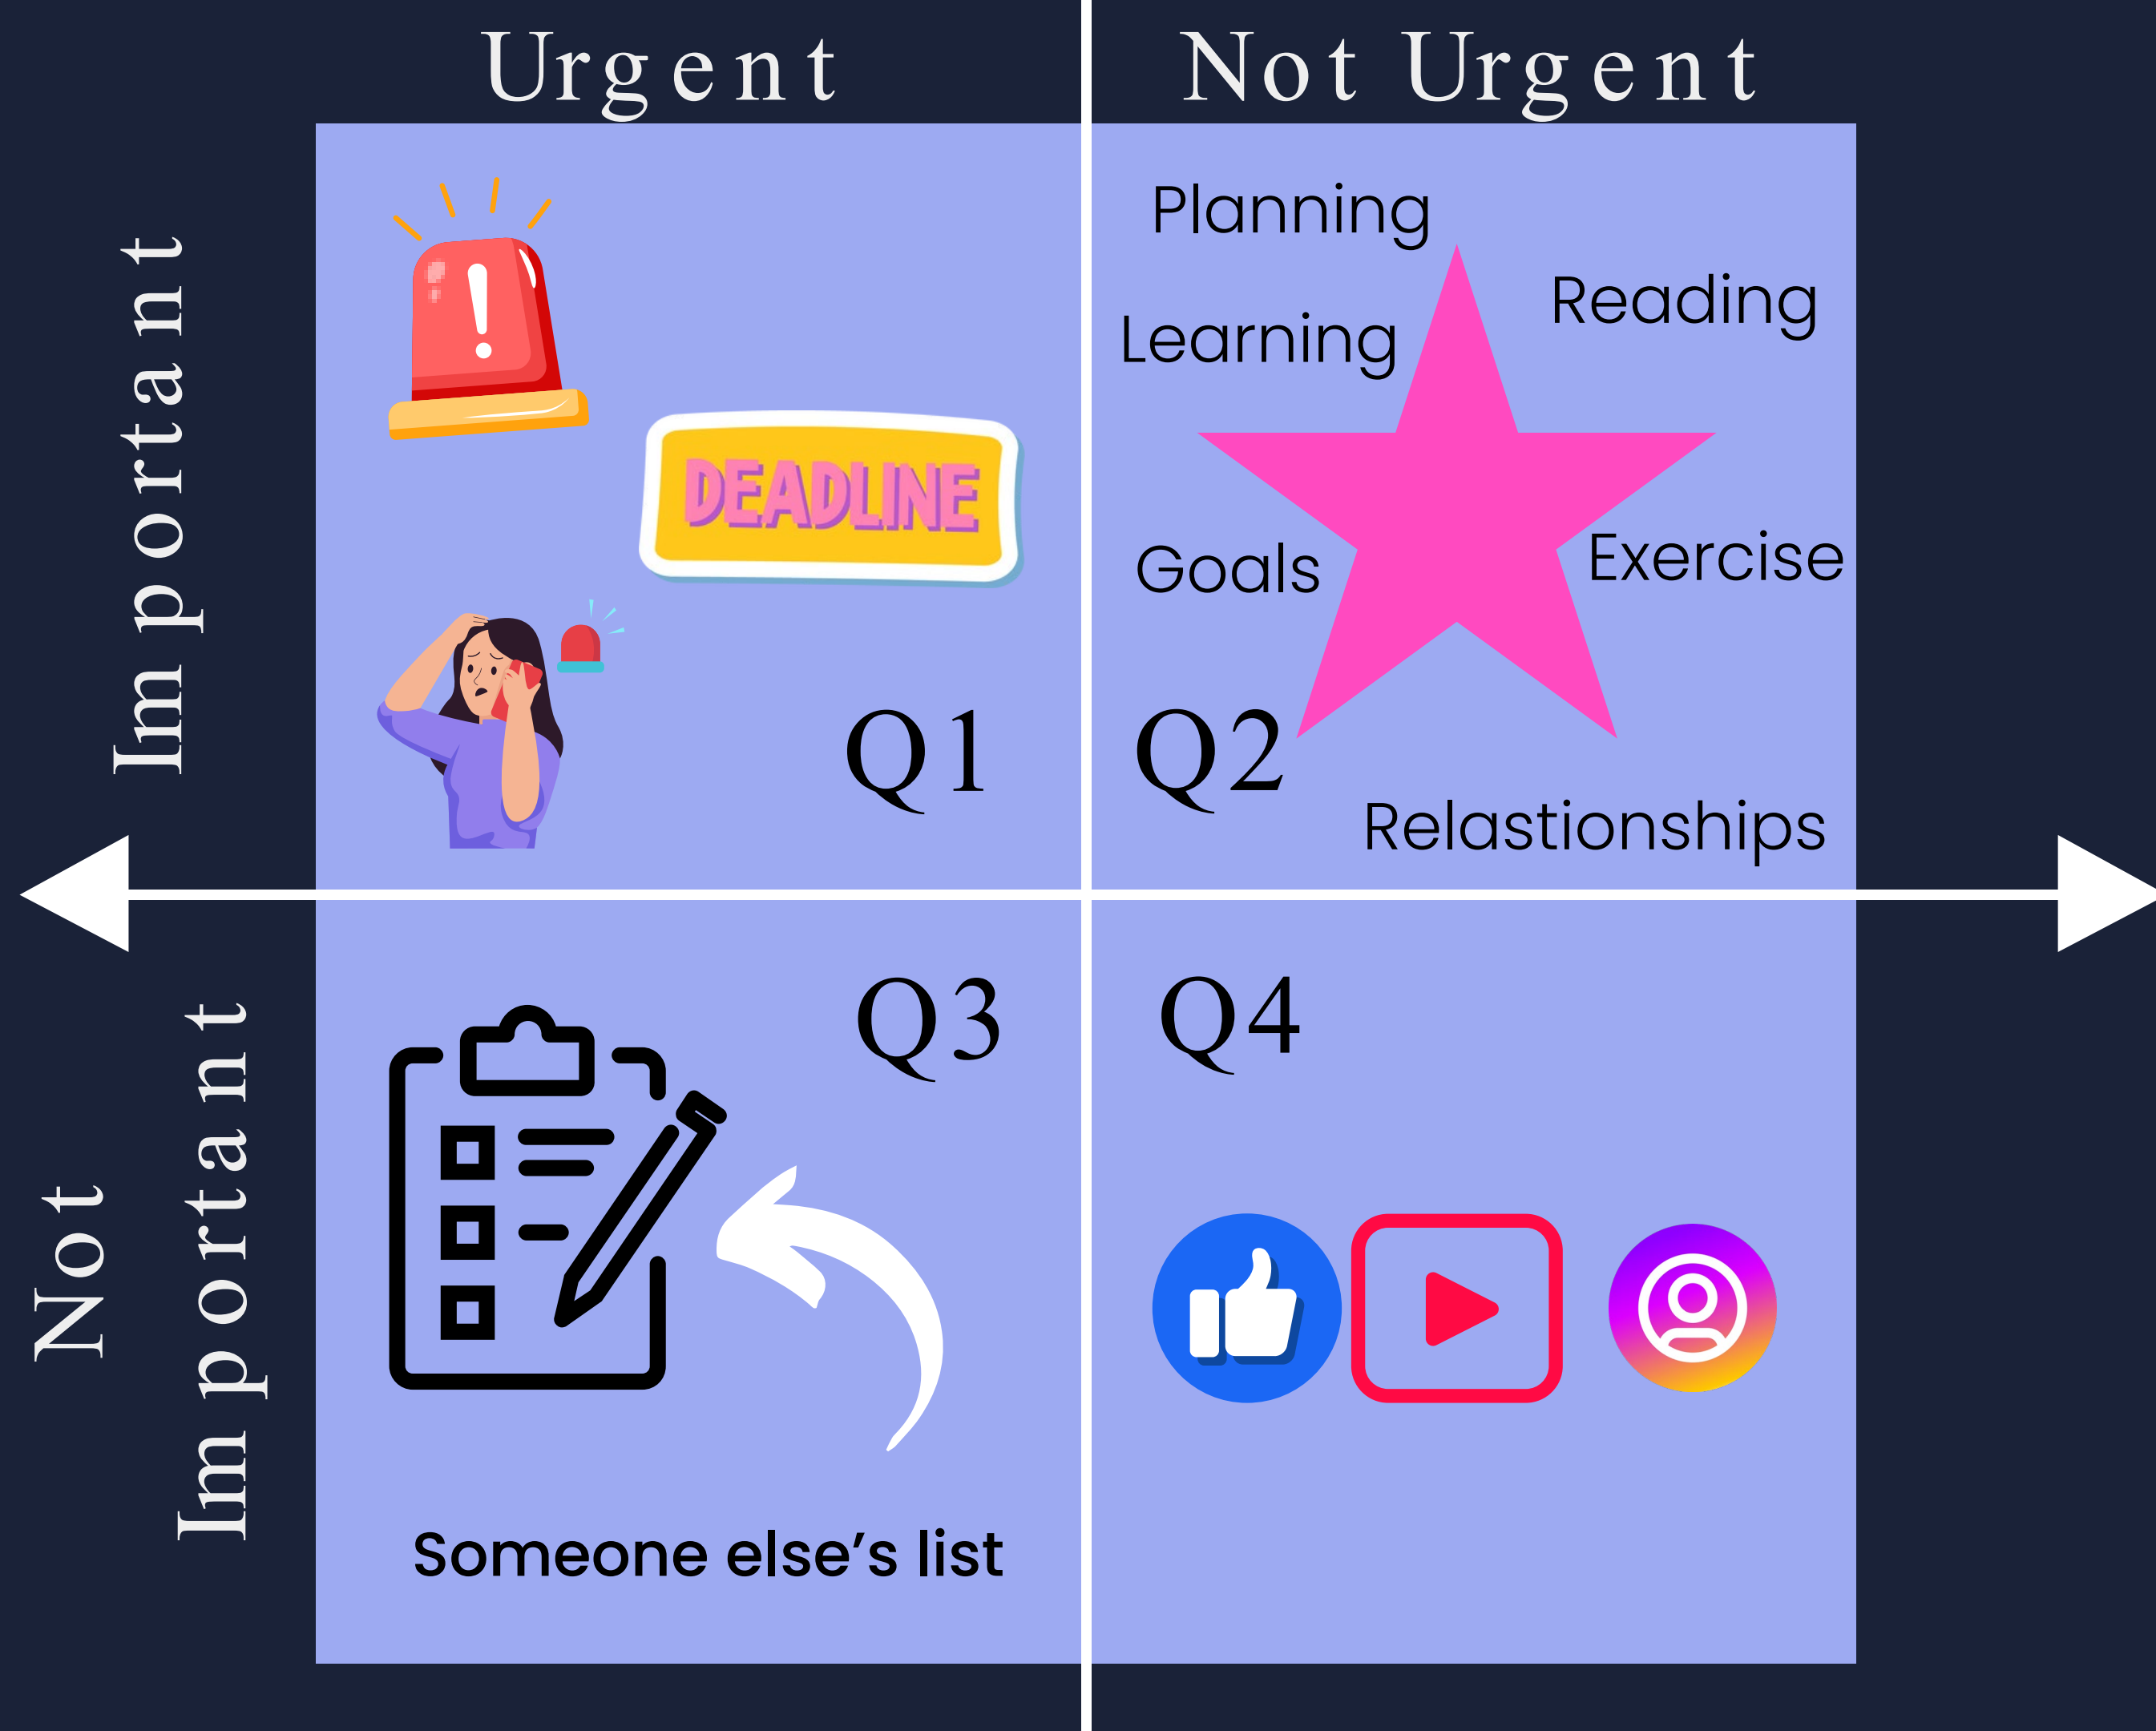 Urgent
Not Urgent
Important
DEADLINE
Q1
Planning
Reading
Learning
Goals
Exercise
Q2
Relastionships
Not
Important
Q3
Someone else's list
Q4